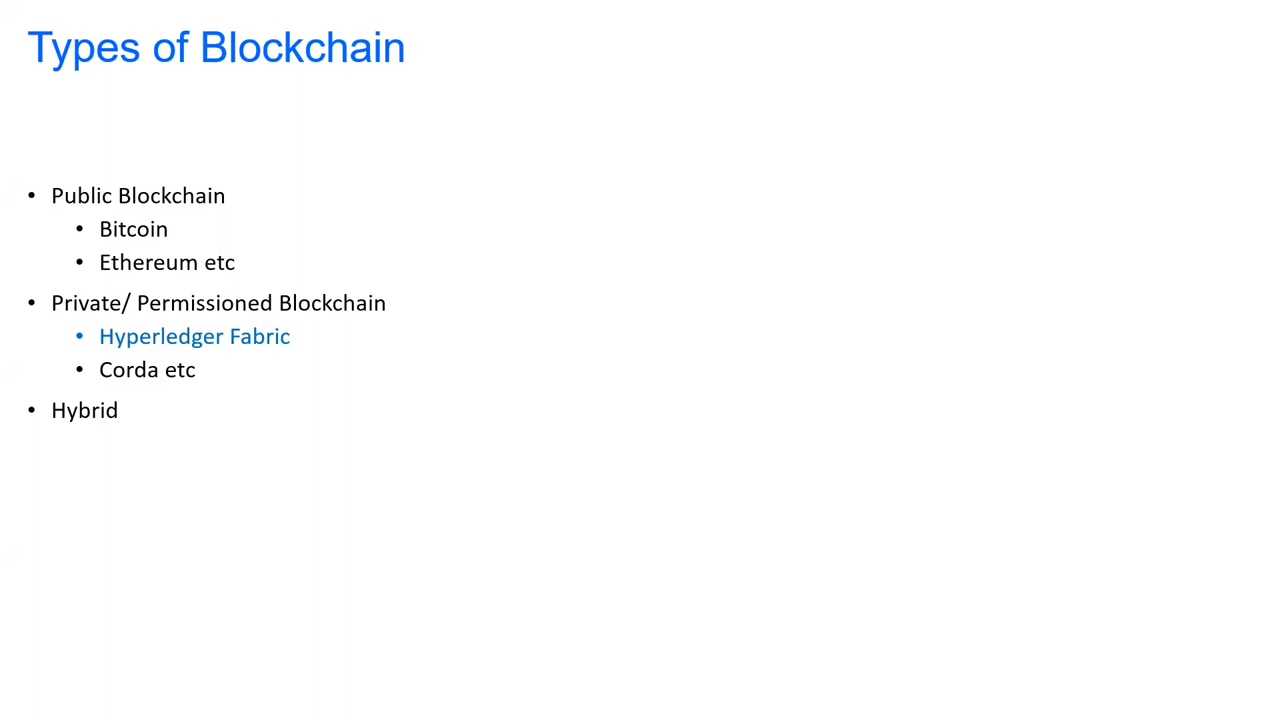 Types of Blockchain
• Public Blockchain
• Bitcoin
• Ethereum etc
• Private/ Permissioned Blockchain
• Hyperledger Fabric
• Corda etc
• Hybrid